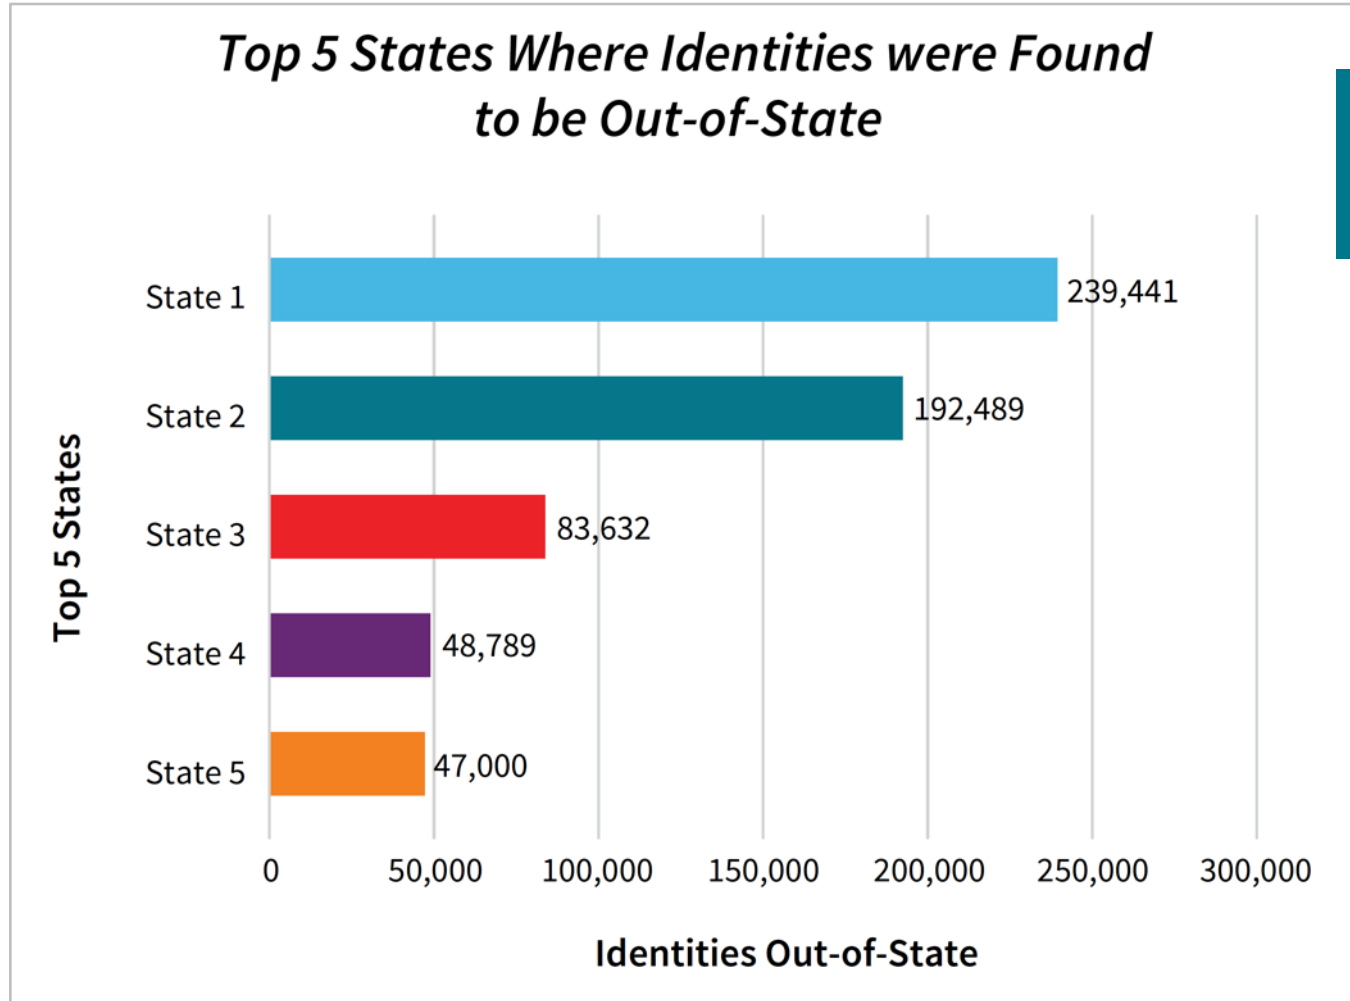 Top 5 States Where Identities were Found
to be Out-of-State
State 1
239,441
State 2
192,489
State 3
83,632
State 4
48,789
State 5
47,000
Top 5 States
0 50,000 100,000 150,000 200,000 250,000 300,000
Identities Out-of-State